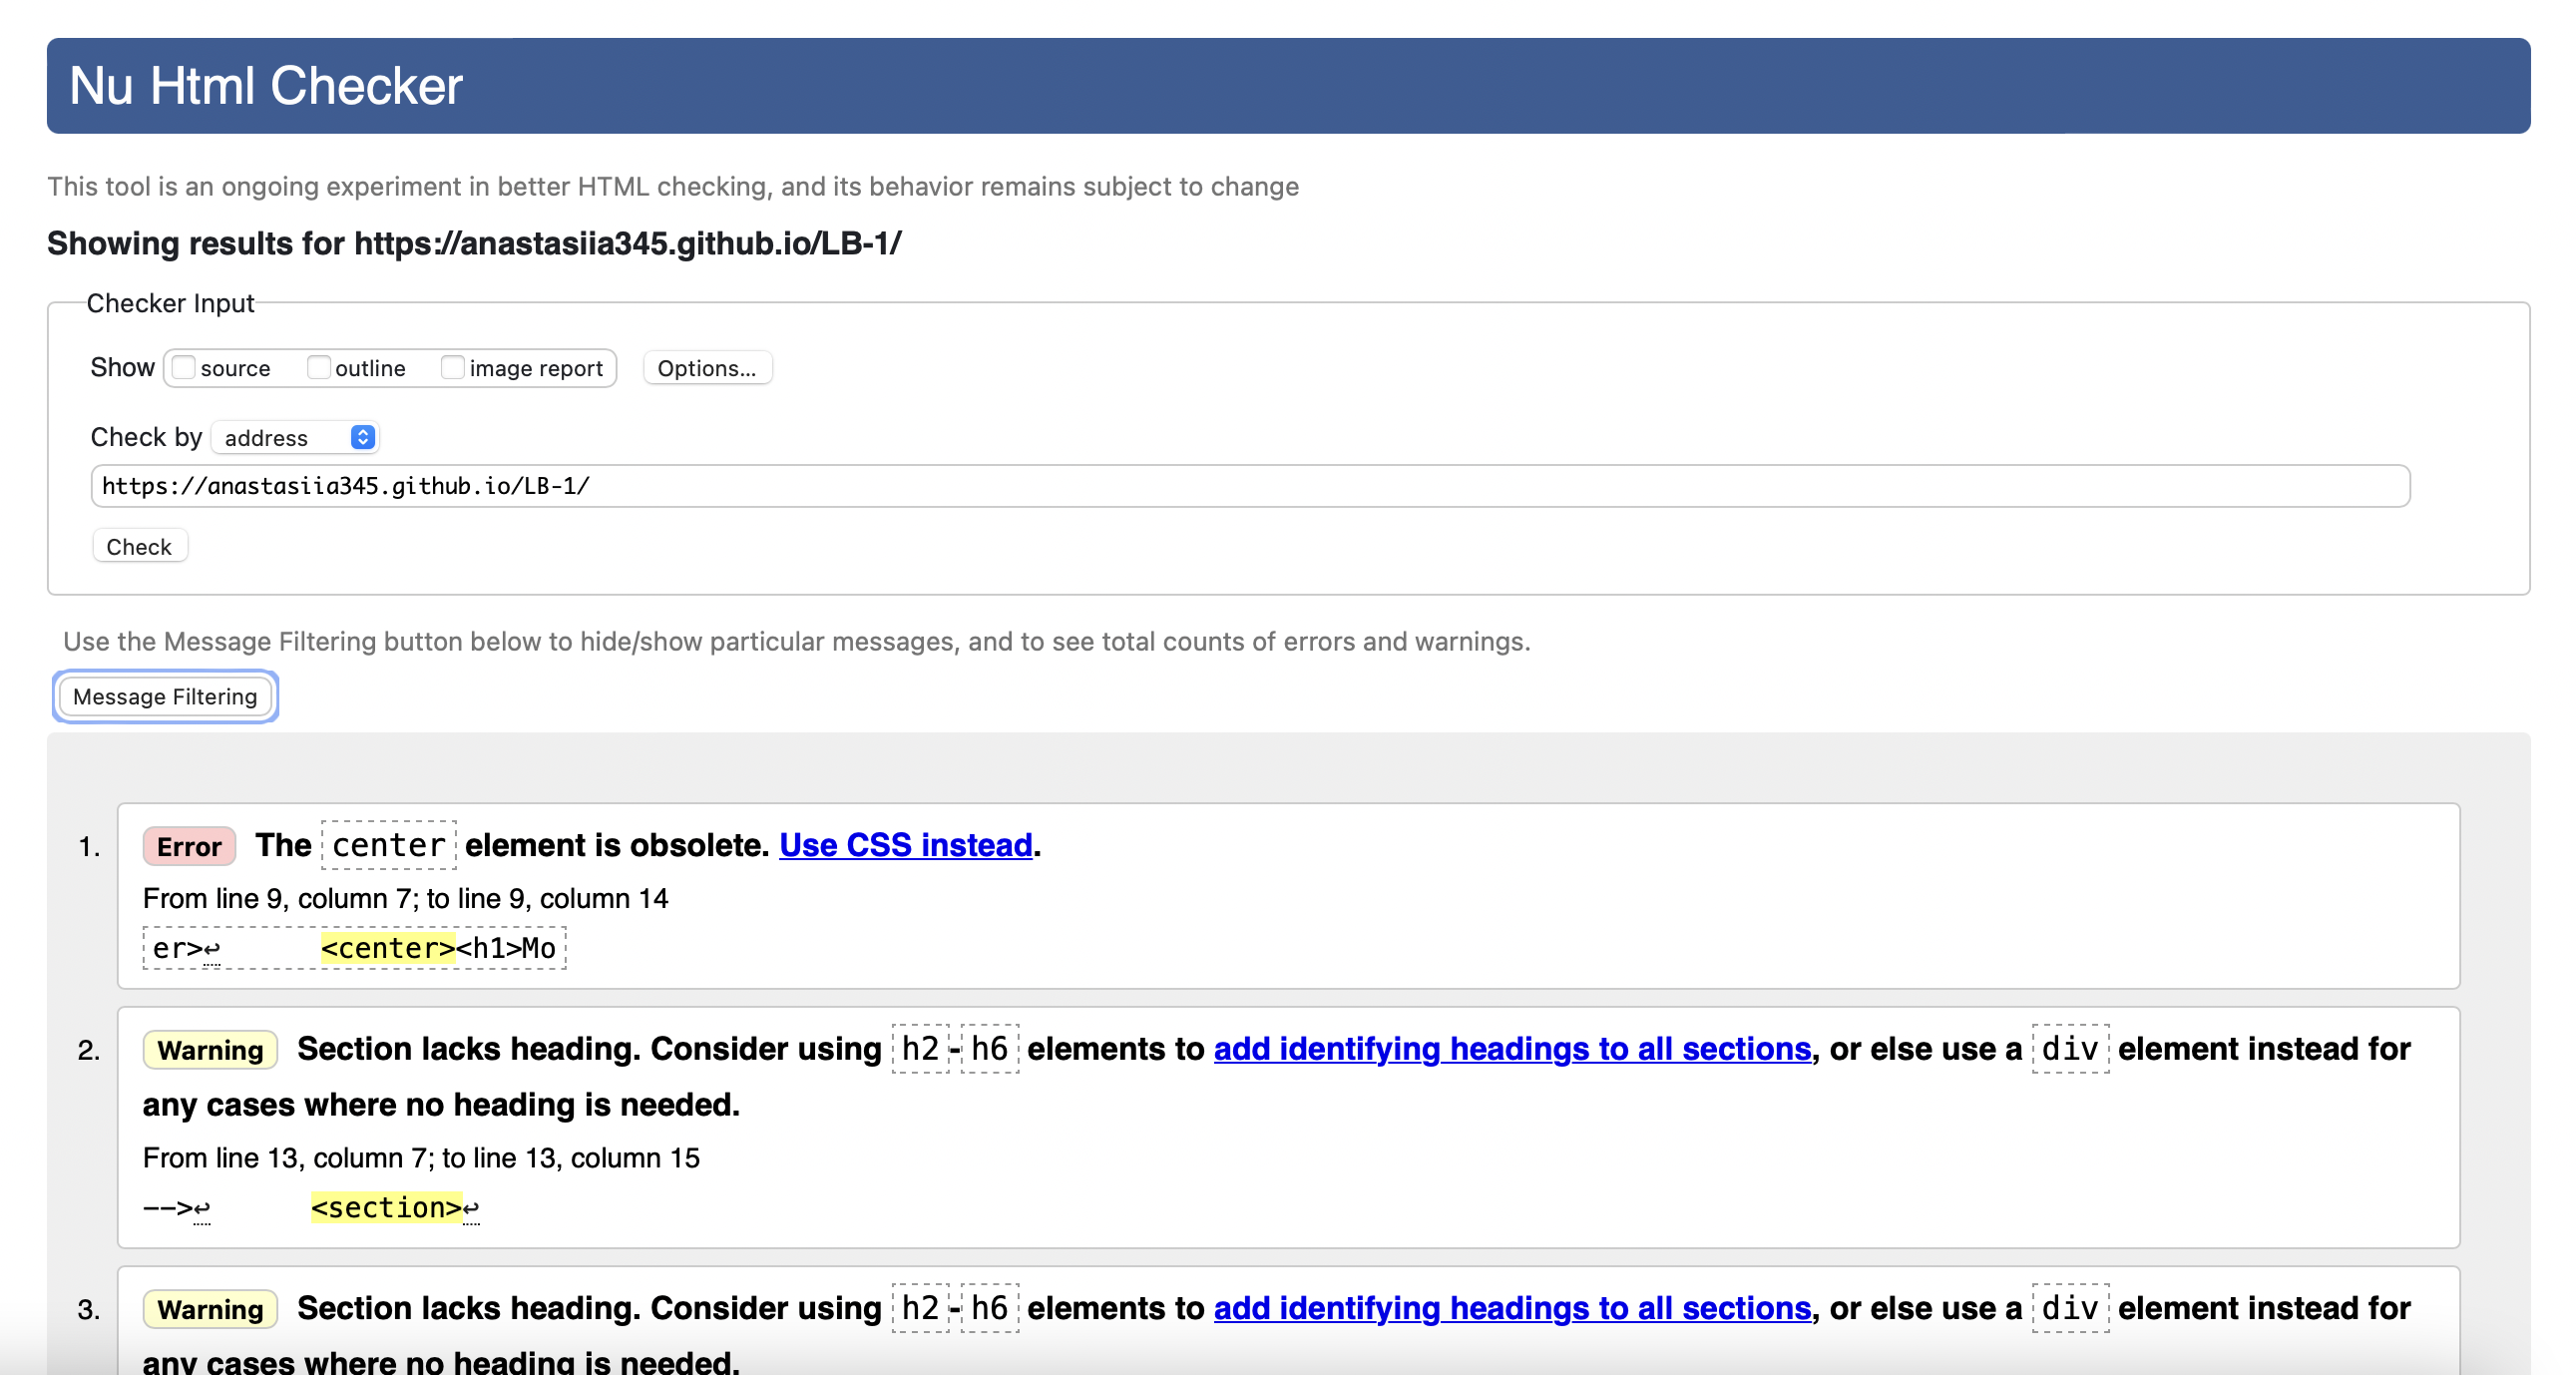 Nu Html Checker
This tool is an ongoing experiment in better HTML checking, and its behavior remains subject to change
Showing results for https://anastasiia345.github.io/LB-1/
Checker Input
Show source outline image report Options...
Check by address
https://anastasiia345.github.io/LB-1/
Check
Use the Message Filtering button below to hide/show particular messages, and to see total counts of errors and warnings.
Message Filtering
1. Error The center element is obsolete. Use CSS instead.
From line 9, column 7; to line 9, column 14
er>↩ <center><h1>Mo
2. Warning Section lacks heading. Consider using h2-h6 elements to add identifying headings to all sections, or else use a div element instead for
any cases where no heading is needed.
From line 13, column 7; to line 13, column 15
-->↩ <section>↩
3. Warning Section lacks heading. Consider using h2-h6 elements to add identifying headings to all sections, or else use a div element instead for
any cases where no heading is needed.